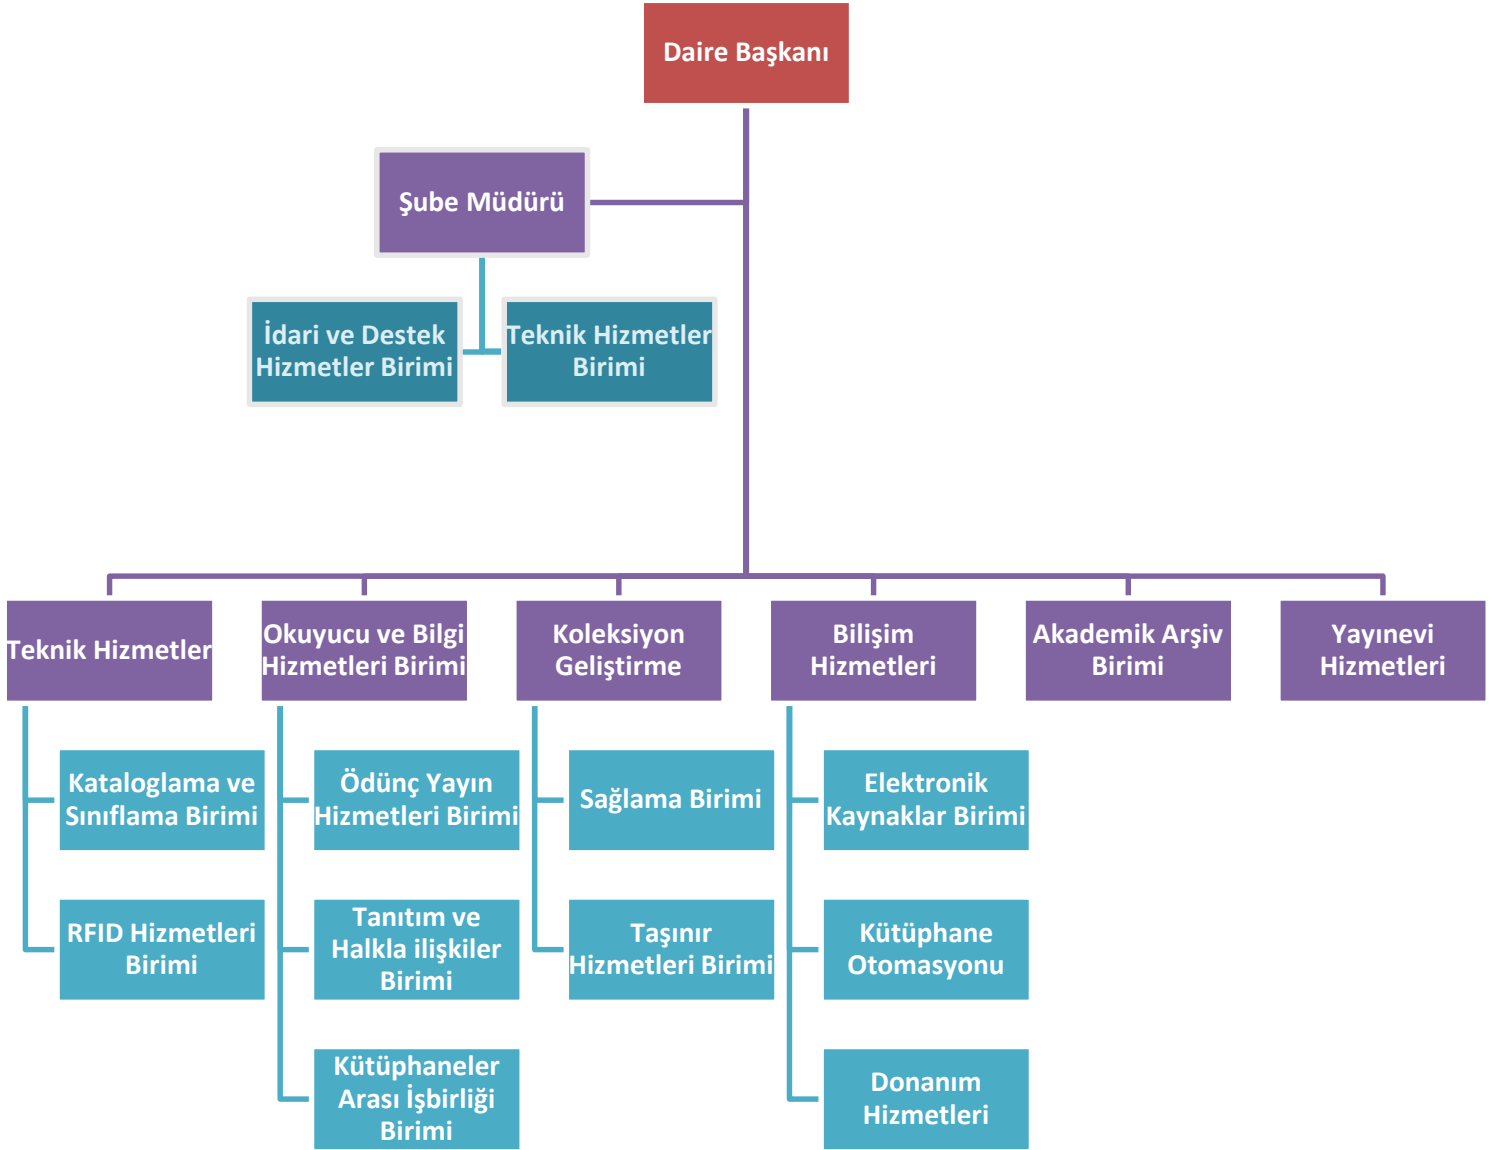 Daire Başkanı
Şube Müdürü
İdari ve Destek
Hizmetler Birimi
Teknik Hizmetler
Birimi
Teknik Hizmetler
Okuyucu ve Bilgi
Hizmetleri Birimi
Koleksiyon
Geliştirme
Bilişim
Hizmetleri
Akademik Arşiv
Birimi
Yayınevi
Hizmetleri
Kataloglama ve
Sınıflama Birimi
Ödünç Yayın
Hizmetleri Birimi
Sağlama Birimi
Elektronik
Kaynaklar Birimi
RFID Hizmetleri
Birimi
Tanıtım ve
Halkla ilişkiler
Birimi
Taşınır
Hizmetleri Birimi
Kütüphane
Otomasyonu
Kütüphaneler
Arası İşbirliği
Birimi
Donanım
Hizmetleri